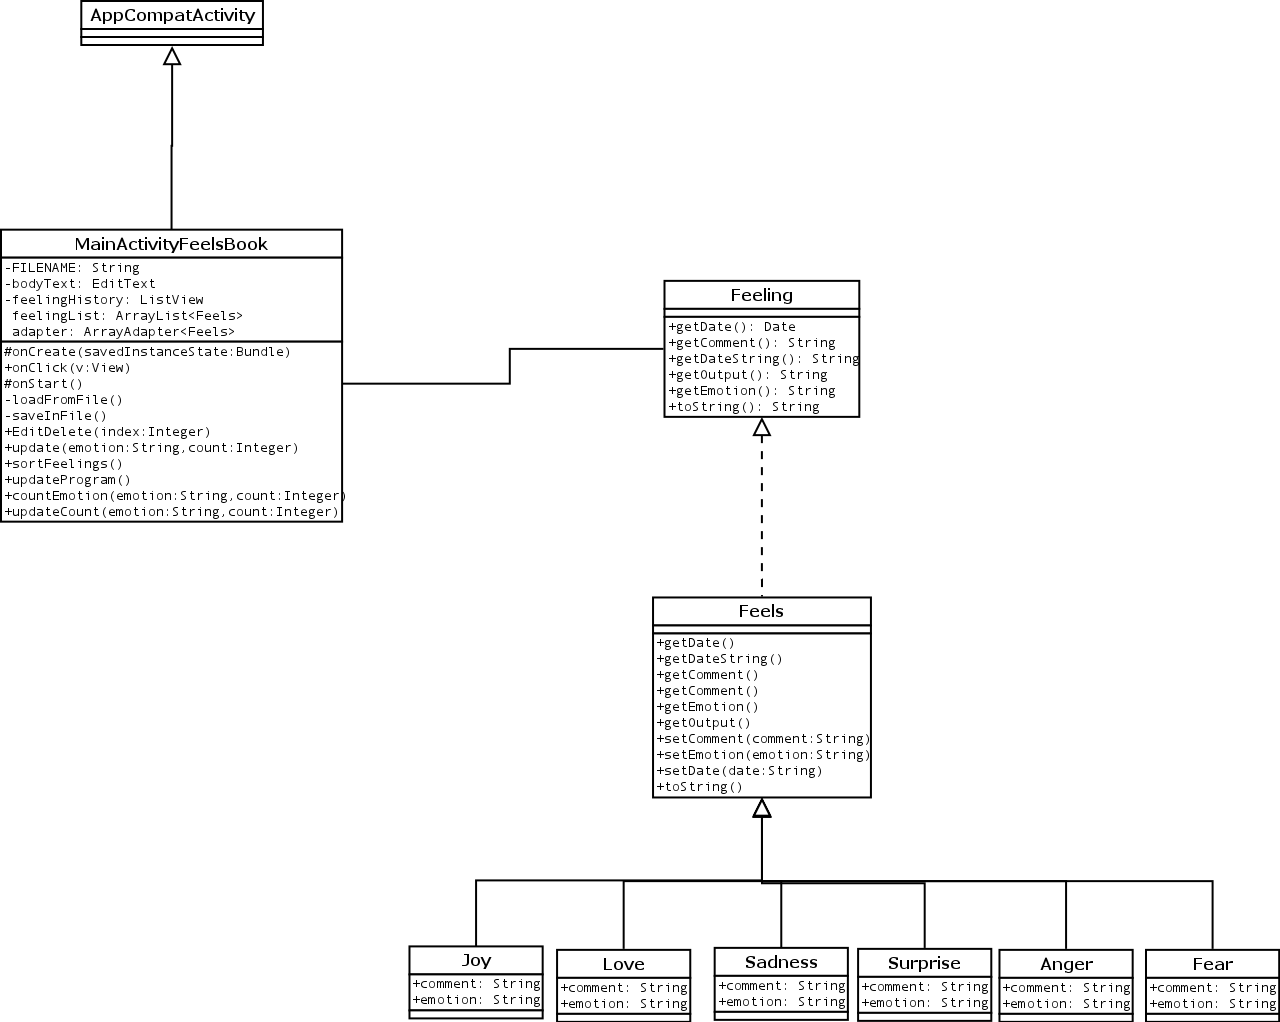 AppCompatActivity
MainActivityFeelsBook
-FILENAME: String
-bodyText: EditText
-feelingHistory: ListView
feelingList: ArrayList<Feels>
adapter: ArrayAdapter<Feels>
#onCreate(savedInstanceState:Bundle)
+onClick(v:View)
#onStart()
-loadFromFile()
-saveInFile()
+EditDelete(index:Integer)
+update(emotion:String,count:Integer)
+sortFeelings()
+updateProgram()
+countEmotion(emotion:String,count:Integer)
+updateCount(emotion:String,count:Integer)
Feeling
+getDate(): Date
+getComment(): String
+getDateString(): String
+getOutput(): String
+getEmotion(): String
+toString(): String
Feels
+getDate()
+getDateString()
+getComment()
+getComment()
+getEmotion()
+getOutput()
+setComment(comment:String)
+setEmotion(emotion:String)
+setDate(date:String)
+toString()
Joy
+comment: String
+emotion: String
Love
+comment: String
+emotion: String
Sadness
+comment: String
+emotion: String
Surprise
+comment: String
+emotion: String
Anger
+comment: String
+emotion: String
Fear
+comment: String
+emotion: String